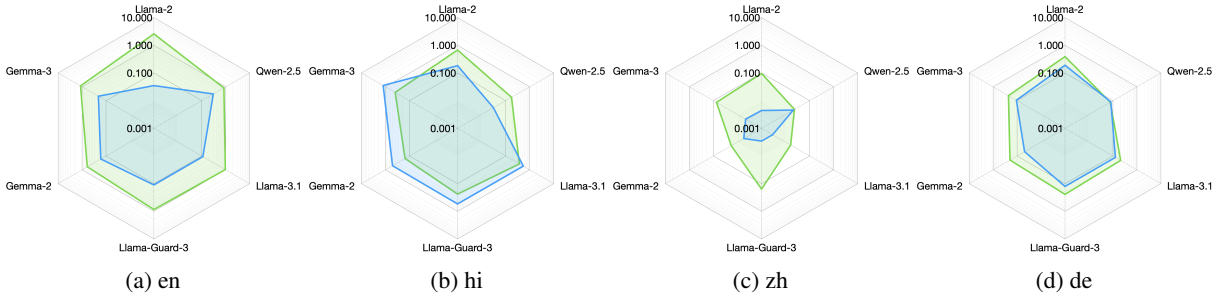 Llama-2
10.000
1.000
0.100
0.001
Gemma-3
Qwen-2.5
Gemma-2
Llama-3.1
Llama-Guard-3
(a) en
Llama-2
10.000
1.000
0.100
0.001
Gemma-3
Qwen-2.5
Gemma-2
Llama-3.1
Llama-Guard-3
(b) hi
Llama-2
10.000
1.000
0.100
0.001
Gemma-3
Qwen-2.5
Gemma-2
Llama-3.1
Llama-Guard-3
(c) zh
Llama-2
10.000
1.000
0.100
0.001
Gemma-3
Qwen-2.5
Gemma-2
Llama-3.1
Llama-Guard-3
(d) de